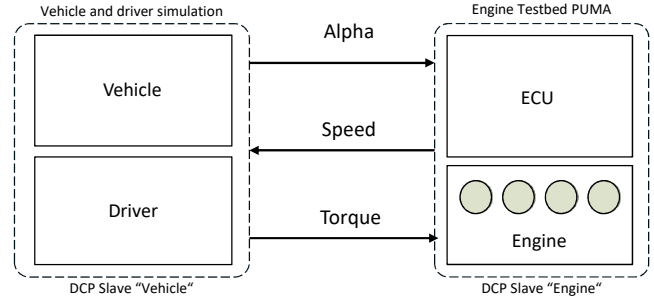 Vehicle and driver simulation
Engine Testbed PUMA
Alpha
Vehicle
ECU
Speed
Driver
Torque
Engine
DCP Slave "Vehicle"
DCP Slave "Engine"